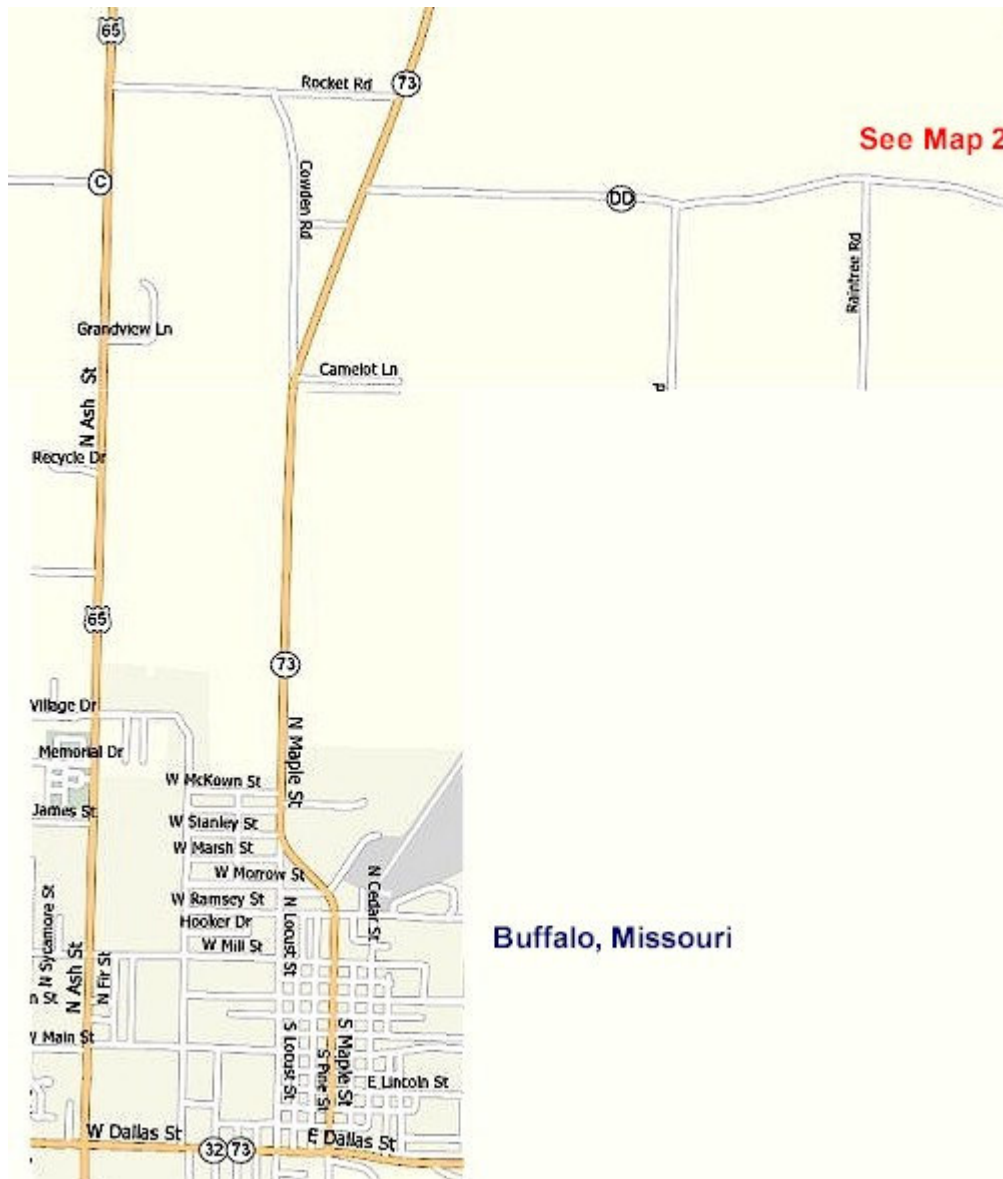 65
Rocket Rd
73
See Map 2
C
Cowden Rd
DD
Raintree Rd
Grandview Ln
N Ash St
Camelot Ln
P
Recycle Dr
65
73
Village Dr
N Maple St
Memorial Dr
W McKown St
James St
W Stanley St
W Marsh St
W Morrow St
N Cedar St
W Ramsey St
N Locust St
Hooker Dr
N Sycamore St
W Mill St
Buffalo, Missouri
N Ash St
N Fir St
n St
W Main St
S Locust St
S Pine St
S Maple St
E Lincoln St
W Dallas St
32
73
E Dallas St